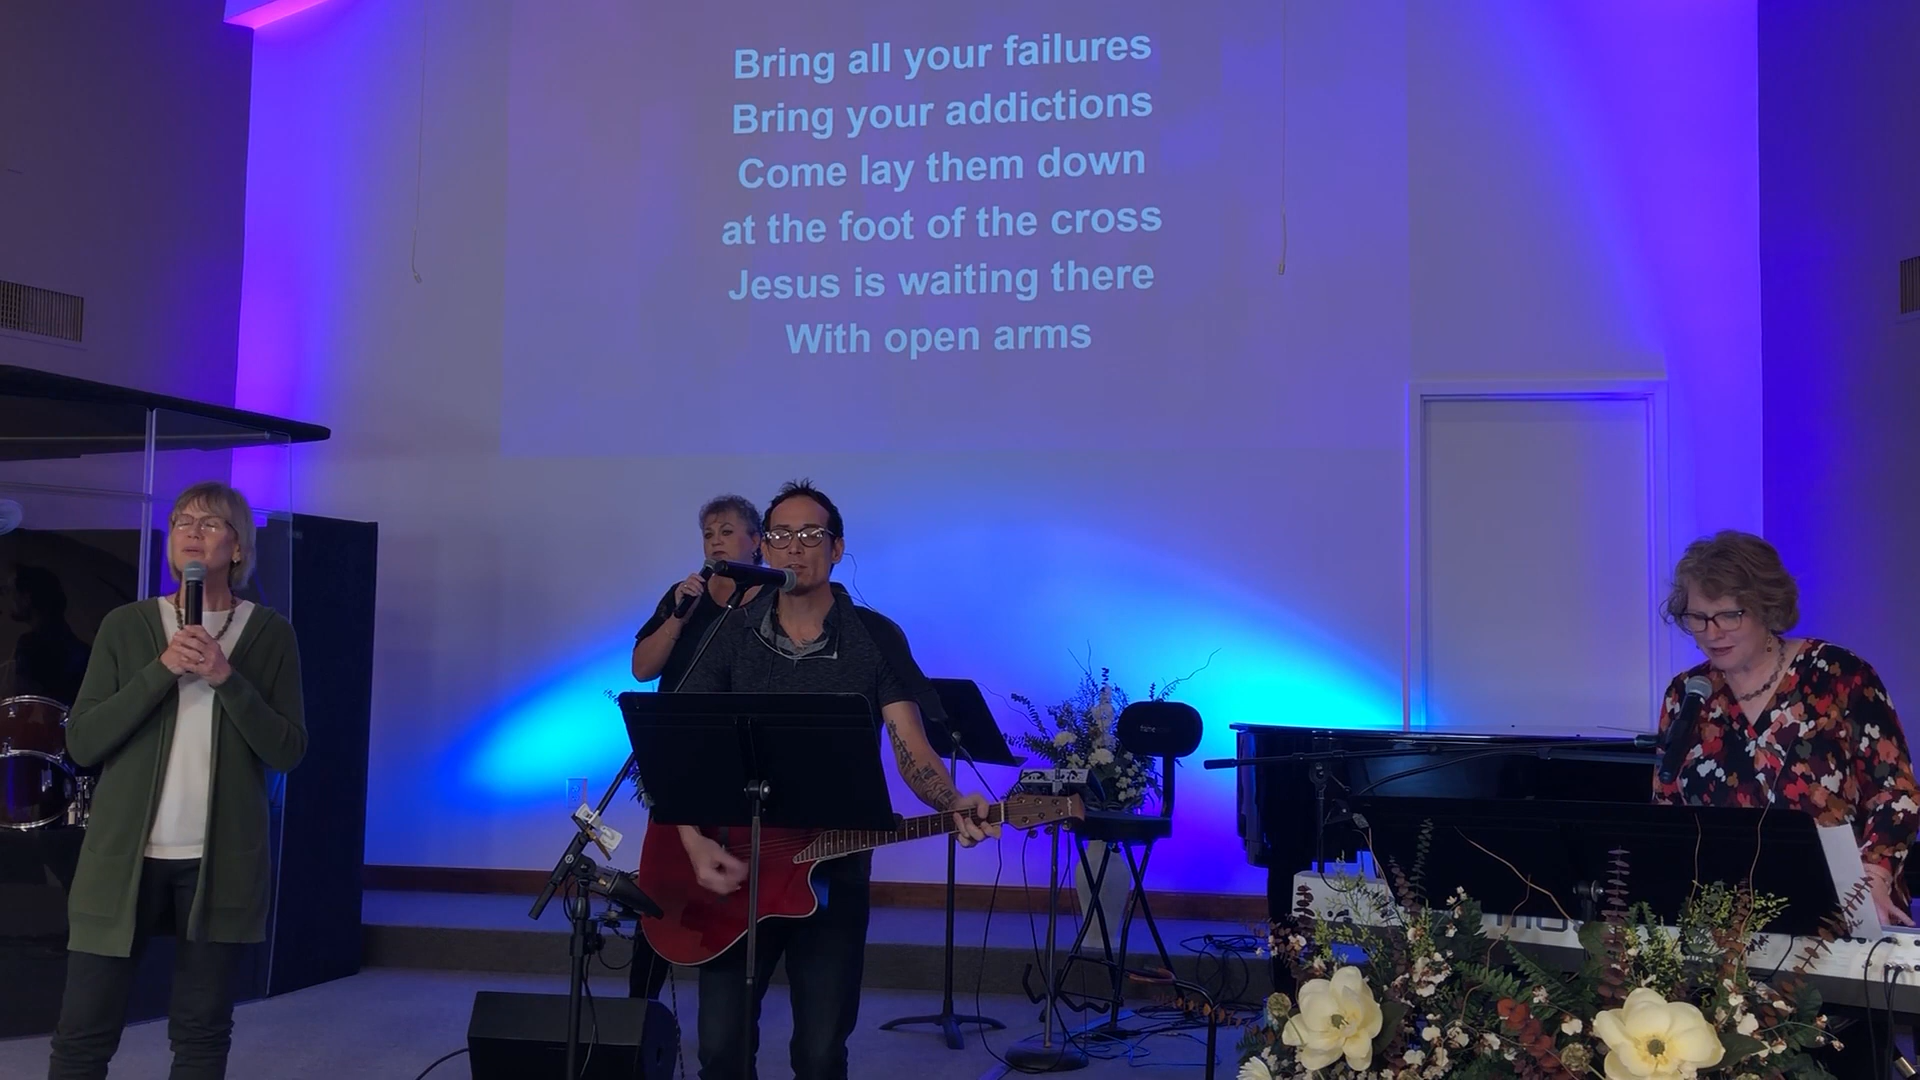 Bring all your failures
Bring your addictions
Come lay them down
at the foot of the cross
Jesus is waiting there
With open arms
frame